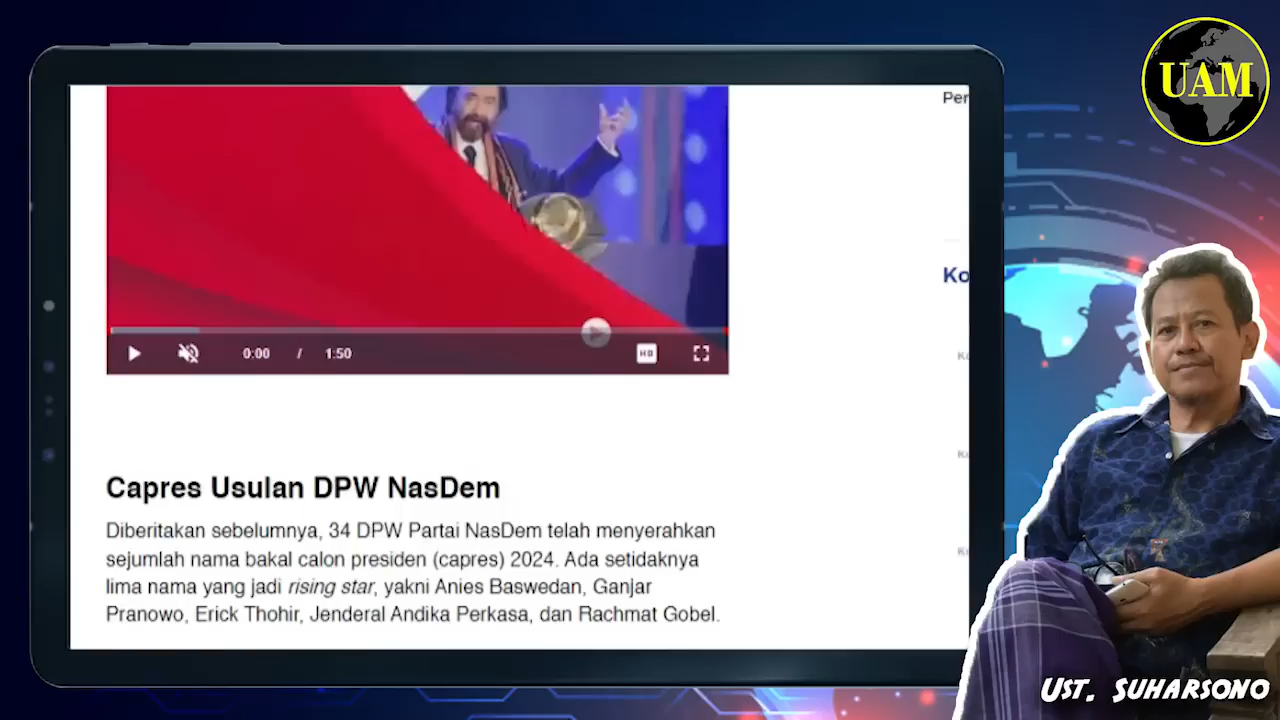 UAM
Per
0:00 / 1:50
HD
Ko
Capres Usulan DPW NasDem
Diberitakan sebelumnya, 34 DPW Partai NasDem telah menyerahkan
sejumlah nama bakal calon presiden (capres) 2024. Ada setidaknya
lima nama yang jadi rising star, yakni Anies Baswedan, Ganjar
Pranowo, Erick Thohir, Jenderal Andika Perkasa, dan Rachmat Gobel.
UST. SUHARSONO